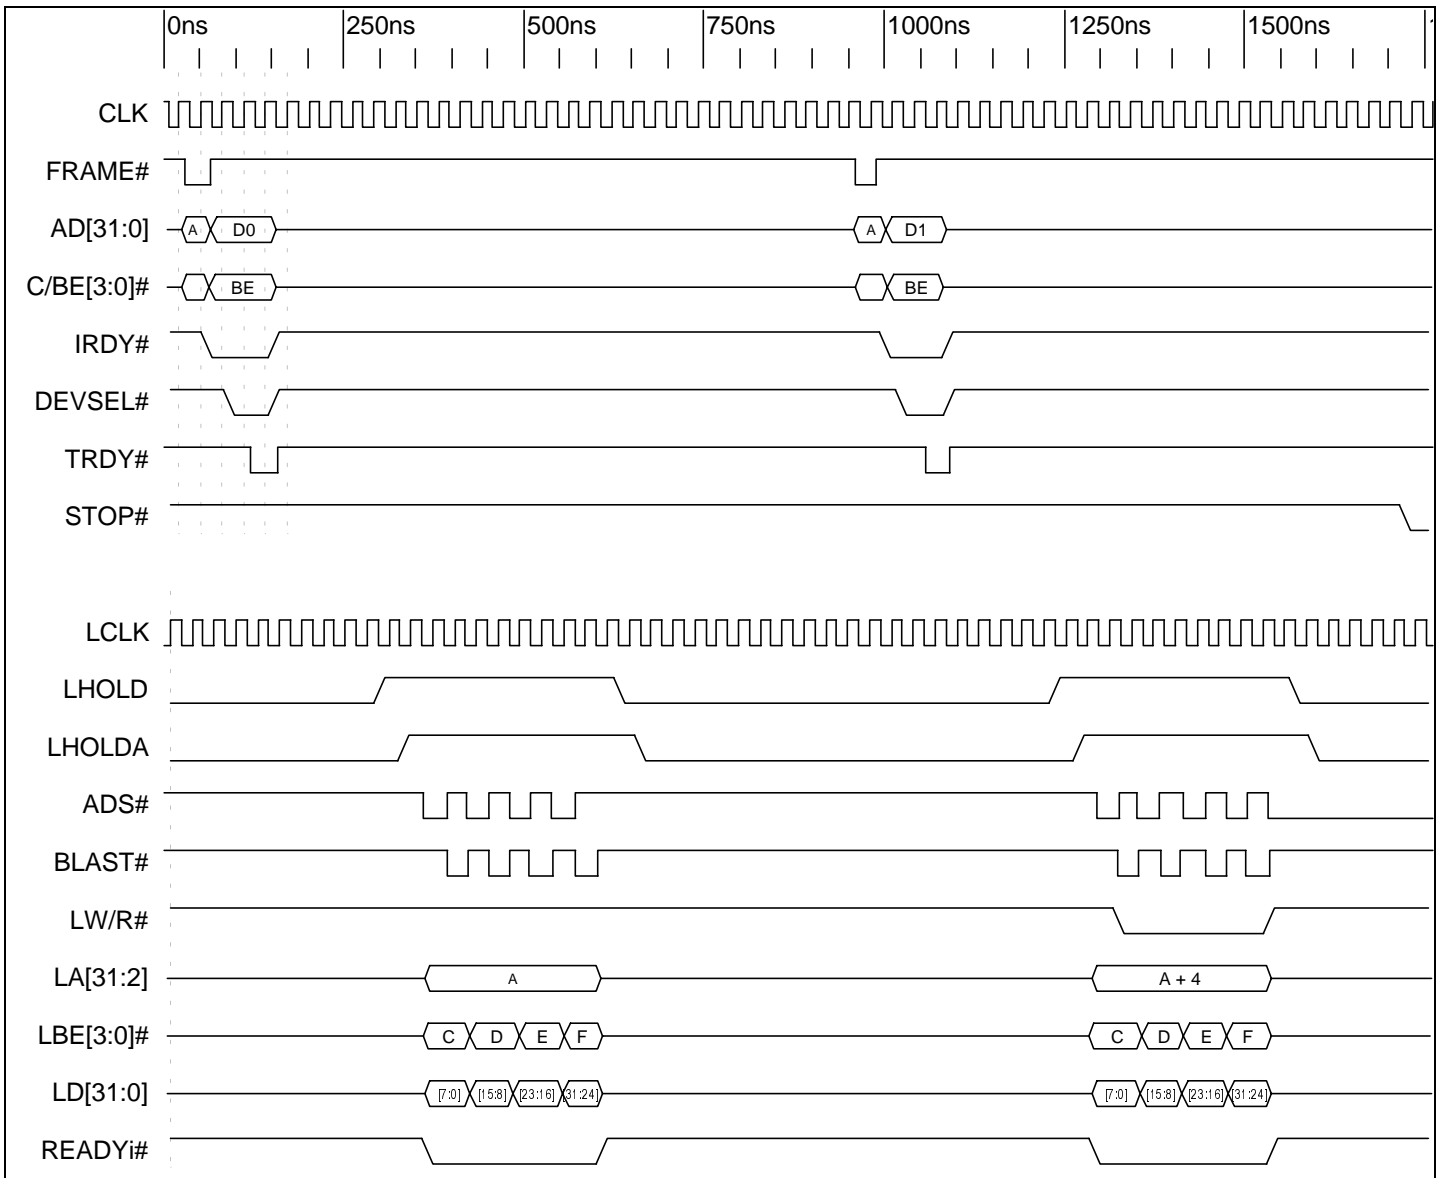 0ns 250ns 500ns 750ns 1000ns 1250ns 1500ns
CLK
FRAME#
AD[31:0] A D0 A D1
C/BE[3:0]# BE BE
IRDY#
DEVSEL#
TRDY#
STOP#
LCLK
LHOLD
LHOLDA
ADS#
BLAST#
LW/R#
LA[31:2] A A + 4
LBE[3:0]# C D E F C D E F
LD[31:0] [7:0] [15:8] [23:16] [31:24] [7:0] [15:8] [23:16] [31:24]
READYi#